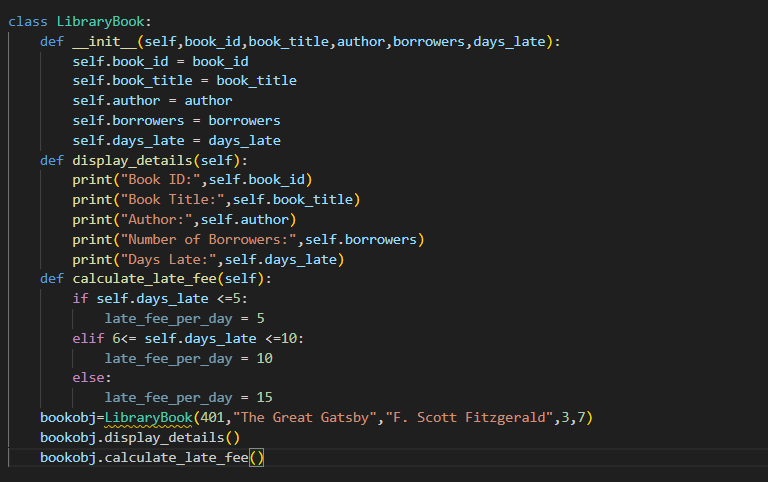 class LibraryBook:
    def __init__(self,book_id,book_title,author,borrowers,days_late):
        self.book_id = book_id
        self.book_title = book_title
        self.author = author
        self.borrowers = borrowers
        self.days_late = days_late
    def display_details(self):
        print("Book ID:",self.book_id)
        print("Book Title:",self.book_title)
        print("Author:",self.author)
        print("Number of Borrowers:",self.borrowers)
        print("Days Late:",self.days_late)
    def calculate_late_fee(self):
        if self.days_late <=5:
            late_fee_per_day = 5
        elif 6<= self.days_late <=10:
            late_fee_per_day = 10
        else:
            late_fee_per_day = 15
    bookobj=LibraryBook(401,"The Great Gatsby","F. Scott Fitzgerald",3,7)
    bookobj.display_details()
    bookobj.calculate_late_fee()